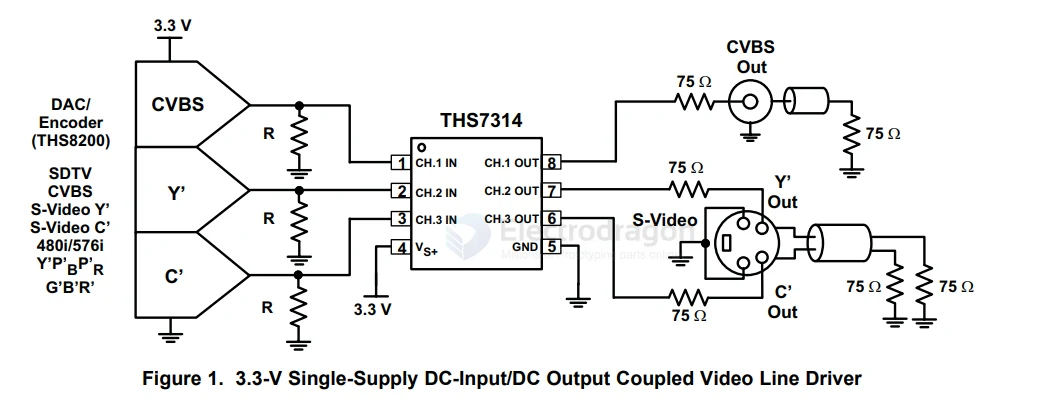 3.3 V
DAC/
Encoder
(THS8200)
SDTV
CVBS
S-Video Y'
S-Video C'
480i/576i
Y'P'BP'R
G'B'R'
CVBS
Y'
C'
R
R
R
THS7314
1 CH.1 IN
2 CH.2 IN
3 CH.3 IN
4 VS+
CH.1 OUT 8
CH.2 OUT 7
CH.3 OUT 6
GND 5
3.3 V
CVBS
Out
75 Ω
75 Ω
75 Ω
Y'
Out
S-Video
75 Ω
C'
Out
75 Ω
75 Ω
Electrodragon
Figure 1. 3.3-V Single-Supply DC-Input/DC Output Coupled Video Line Driver